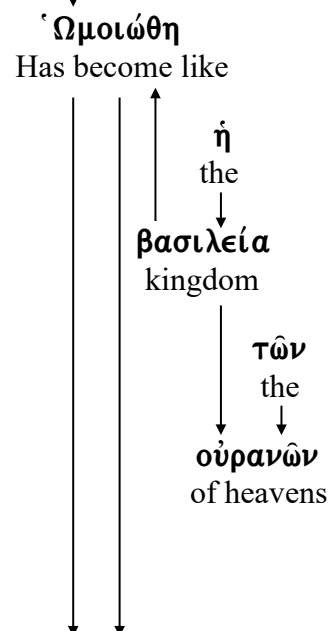 Ὡμοιώθη
Has become like
ἡ
the
βασιλεία
kingdom
τῶν
the
οὐρανῶν
of heavens